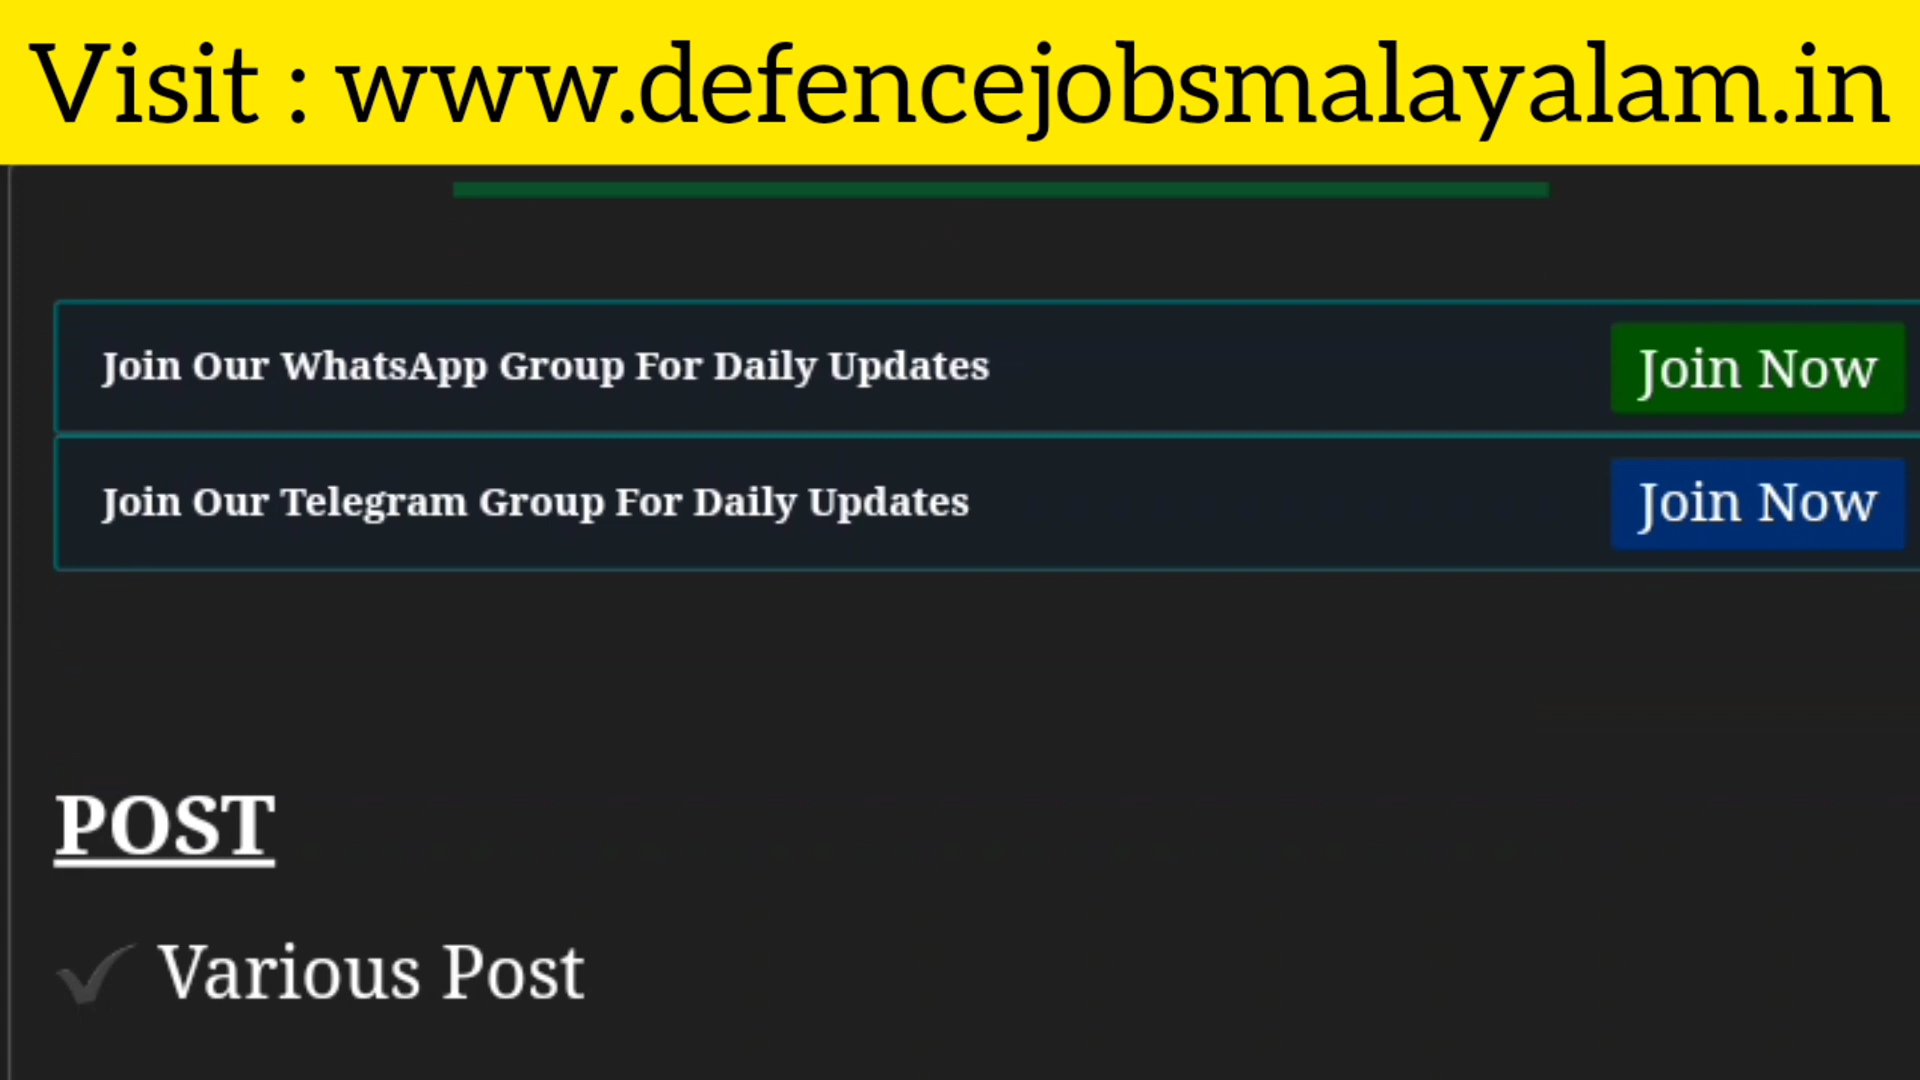 Visit : www.defencejobsmalayalam.in
Join Our WhatsApp Group For Daily Updates
Join Now
Join Our Telegram Group For Daily Updates
Join Now
POST
Various Post